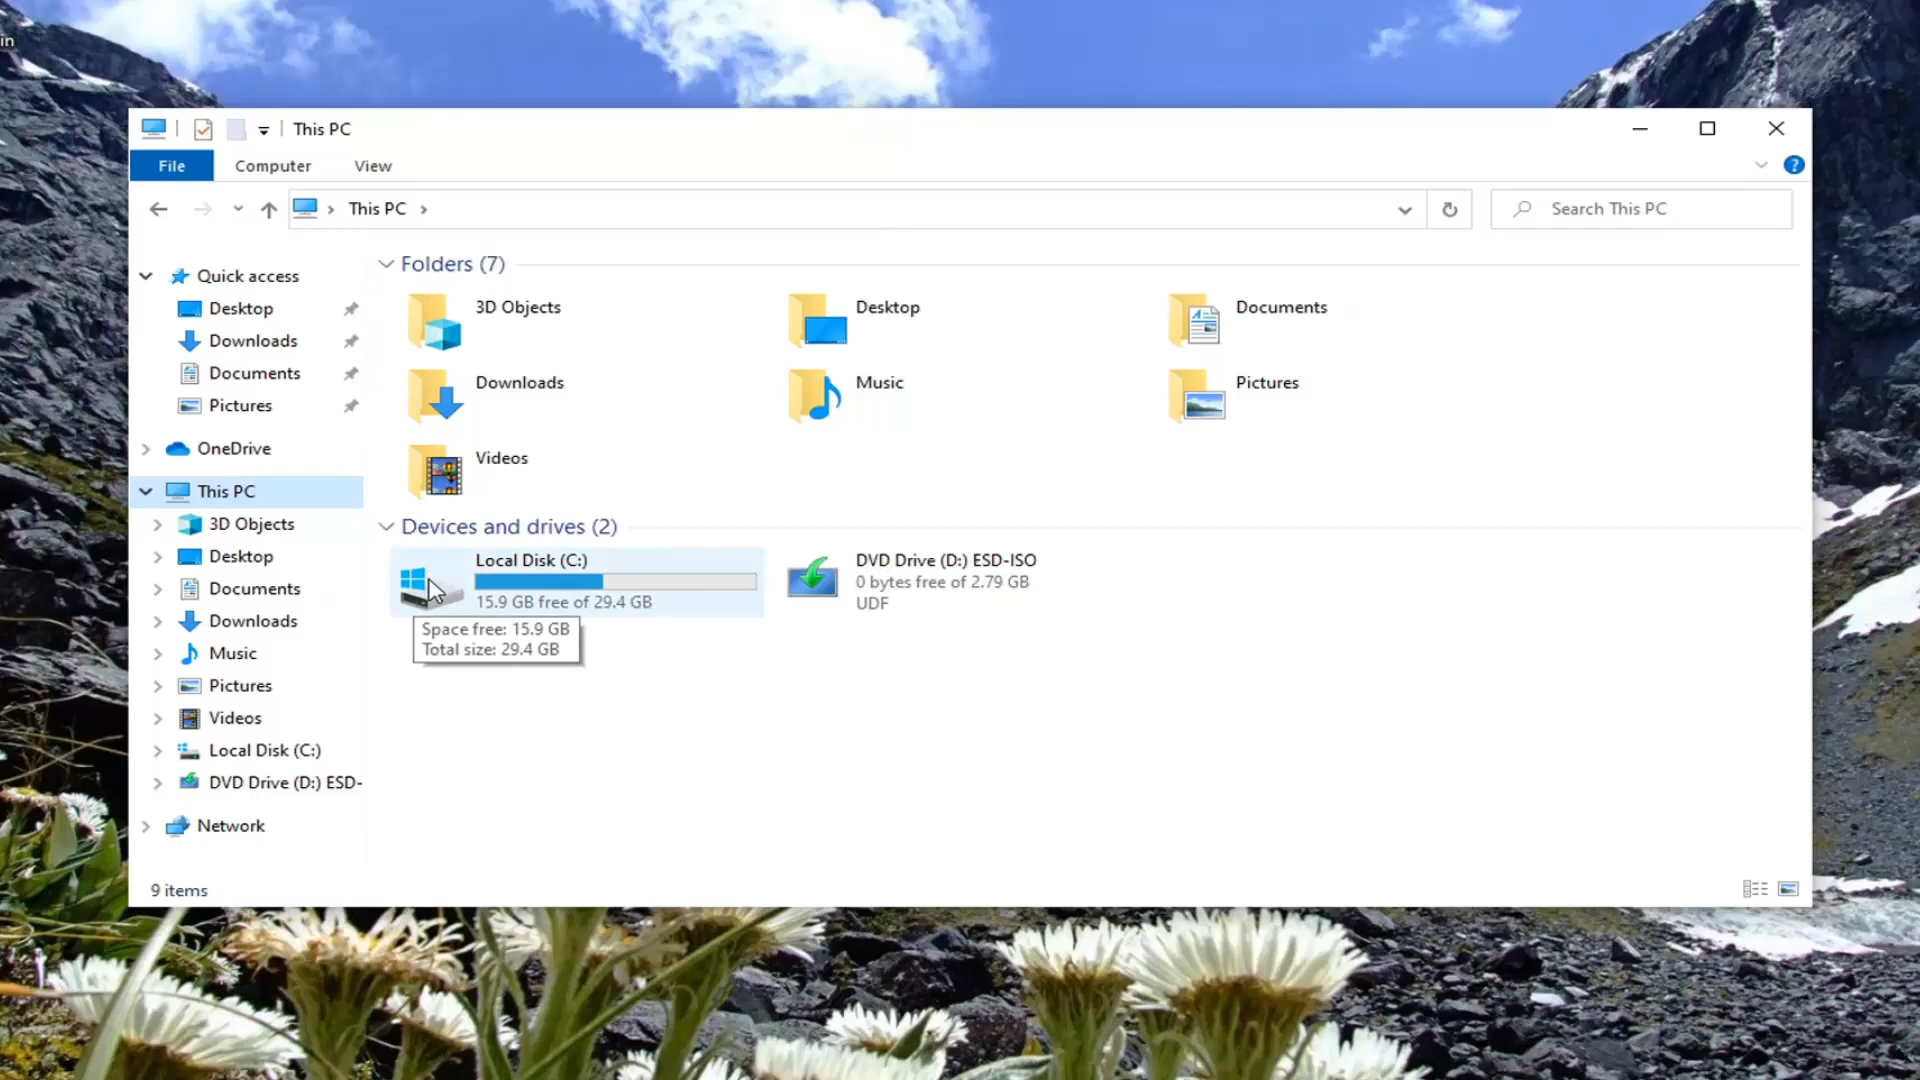 in
This PC
File
Computer
View
?
This PC
Search This PC
Quick access
Desktop
Downloads
Documents
Pictures
OneDrive
This PC
3D Objects
Desktop
Documents
Downloads
Music
Pictures
Videos
Local Disk (C:)
DVD Drive (D:) ESD-
Network
Folders (7)
3D Objects
Desktop
Documents
Downloads
Music
Pictures
Videos
Devices and drives (2)
Local Disk (C:)
15.9 GB free of 29.4 GB
Space free: 15.9 GB
Total size: 29.4 GB
DVD Drive (D:) ESD-ISO
0 bytes free of 2.79 GB
UDF
9 items